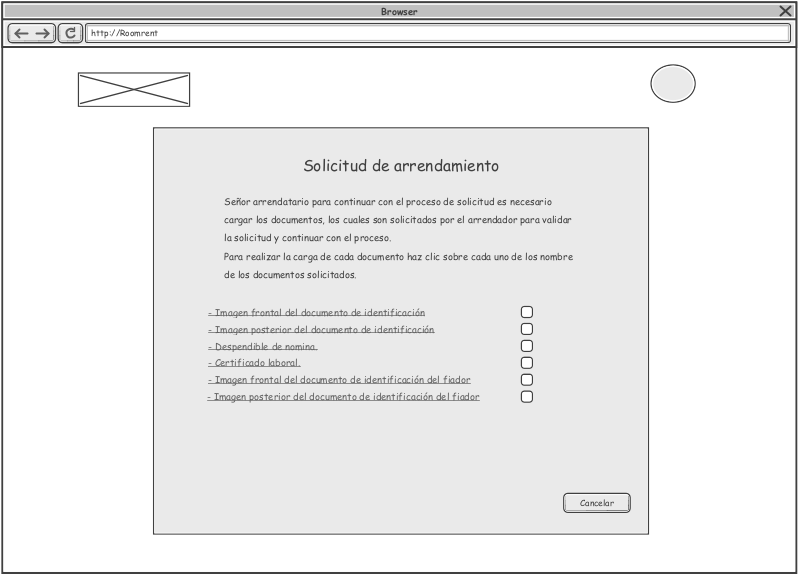 Browser
http://Roomrent
Solicitud de arrendamiento
Señor arrendatario para continuar con el proceso de solicitud es necesario
cargar los documentos, los cuales son solicitados por el arrendador para validar
la solicitud y continuar con el proceso.
Para realizar la carga de cada documento haz clic sobre cada uno de los nombre
de los documentos solicitados.
- Imagen frontal del documento de identificación
- Imagen posterior del documento de identificación
- Despendible de nomina.
- Certificado laboral.
- Imagen frontal del documento de identificación del fiador
- Imagen posterior del documento de identificación del fiador
Cancelar